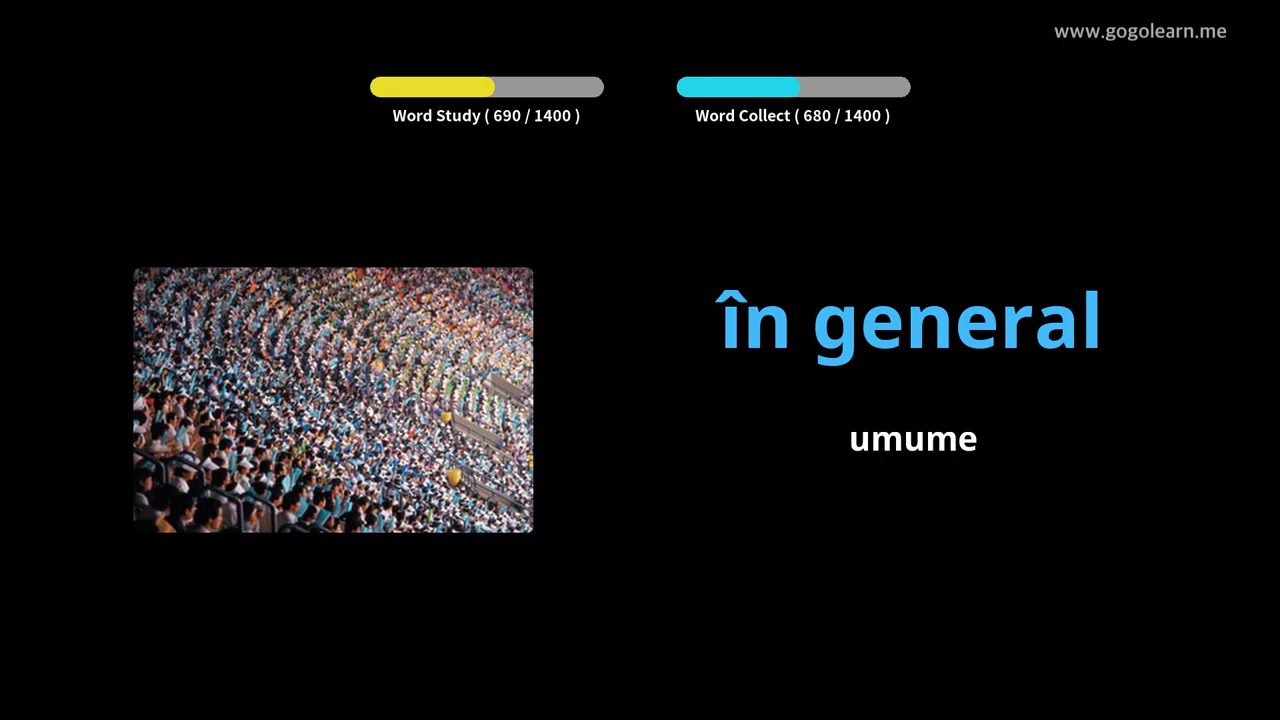 www.gogolearn.me
Word Study ( 690 / 1400 )
Word Collect ( 680 / 1400 )
în general
umume